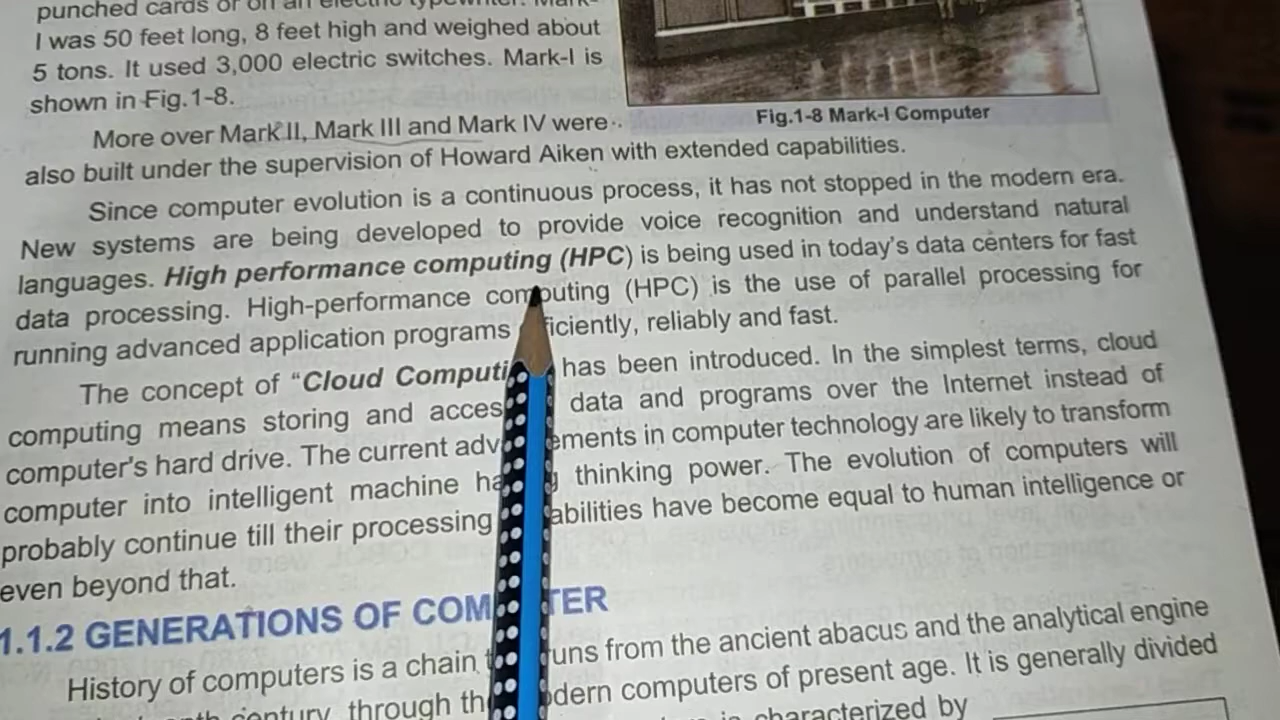 punched cards or on an electric typewriter. Mark-
I was 50 feet long, 8 feet high and weighed about
5 tons. It used 3,000 electric switches. Mark-I is
shown in Fig.1-8.
Fig.1-8 Mark-I Computer
More over Mark II, Mark III and Mark IV were
also built under the supervision of Howard Aiken with extended capabilities.
Since computer evolution is a continuous process, it has not stopped in the modern era.
New systems are being developed to provide voice recognition and understand natural
languages. High performance computing (HPC) is being used in today's data centers for fast
data processing. High-performance computing (HPC) is the use of parallel processing for
running advanced application programs efficiently, reliably and fast.
The concept of "Cloud Computi has been introduced. In the simplest terms, cloud
computing means storing and acces data and programs over the Internet instead of
computer's hard drive. The current adv ements in computer technology are likely to transform
computer into intelligent machine ha g thinking power. The evolution of computers will
probably continue till their processing abilities have become equal to human intelligence or
even beyond that.
1.1.2 GENERATIONS OF COM TER
History of computers is a chain t runs from the ancient abacus and the analytical engine
century, through th dern computers of present age. It is generally divided
is characterized by